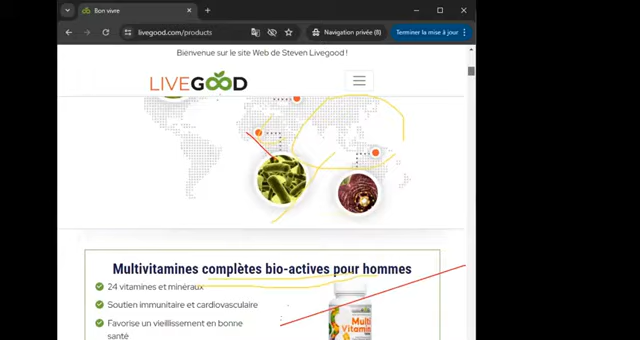 Bon vivre
livegood.com/products
Navigation privée (8)
Terminer la mise à jour
Bienvenue sur le site Web de Steven Livegood !
LIVEGOOD
Multivitamines complètes bio-actives pour hommes
24 vitamines et minéraux
Soutien immunitaire et cardiovasculaire
Favorise un vieillissement en bonne
santé
Multi
Vitamin